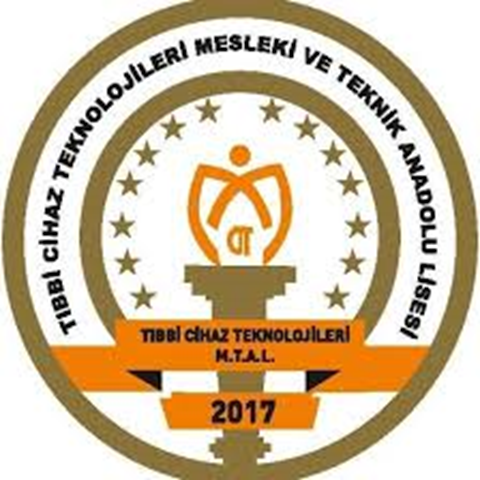 TIBBİ CİHAZ TEKNOLOJİLERİ MESLEKİ VE TEKNİK ANADOLU LİSESİ
TIBBİ CİHAZ TEKNOLOJİLERİ
M.T.A.L.
2017